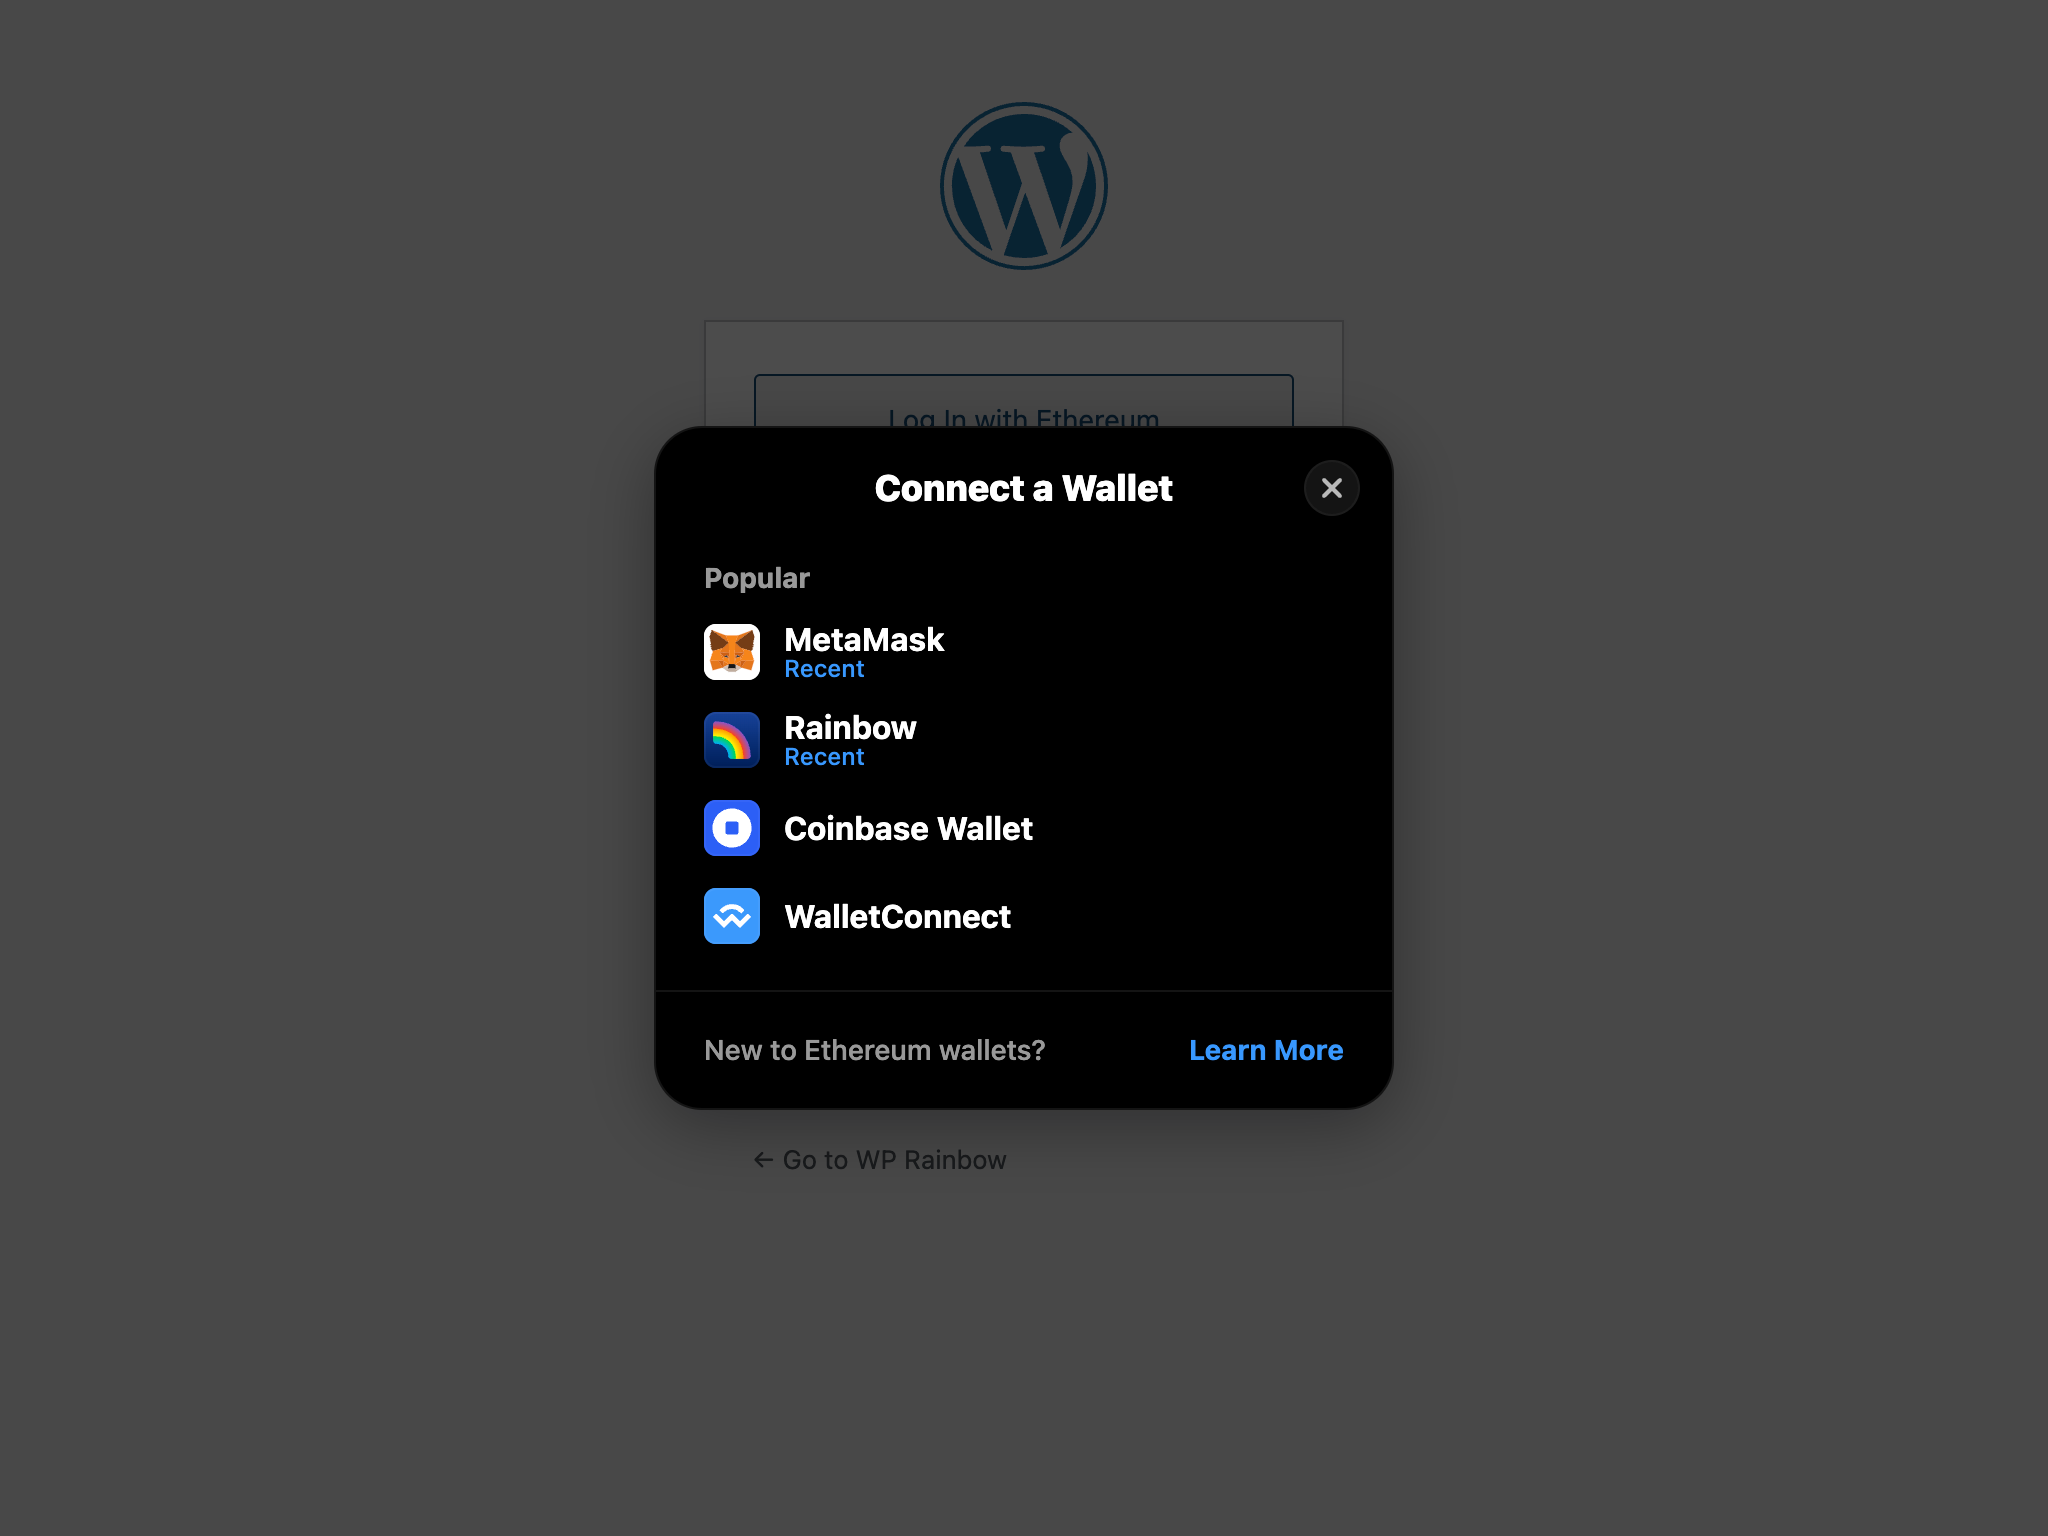 Log In with Ethereum
Connect a Wallet
Popular
MetaMask
Recent
Rainbow
Recent
Coinbase Wallet
WalletConnect
New to Ethereum wallets?
Learn More
← Go to WP Rainbow